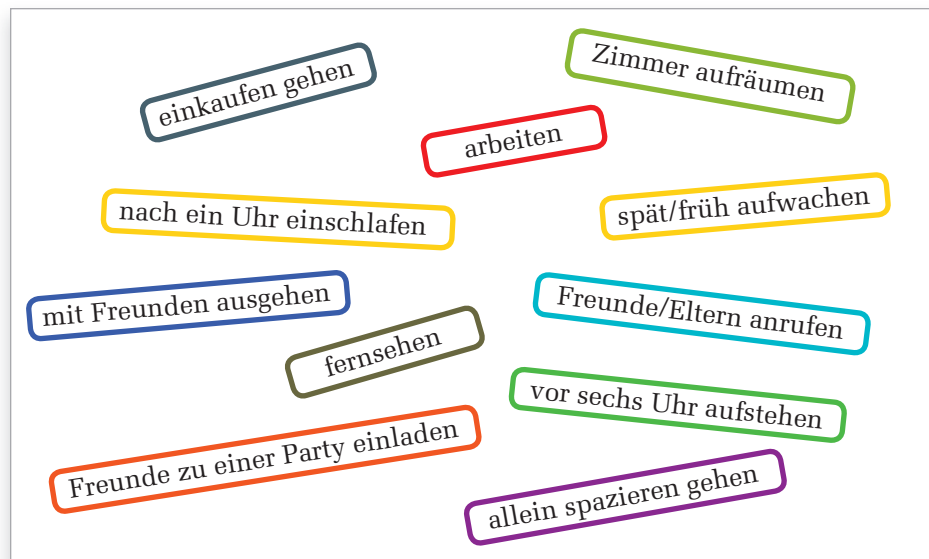 einkaufen gehen
Zimmer aufräumen
arbeiten
nach ein Uhr einschlafen
spät/früh aufwachen
mit Freunden ausgehen
Freunde/Eltern anrufen
fernsehen
vor sechs Uhr aufstehen
Freunde zu einer Party einladen
allein spazieren gehen